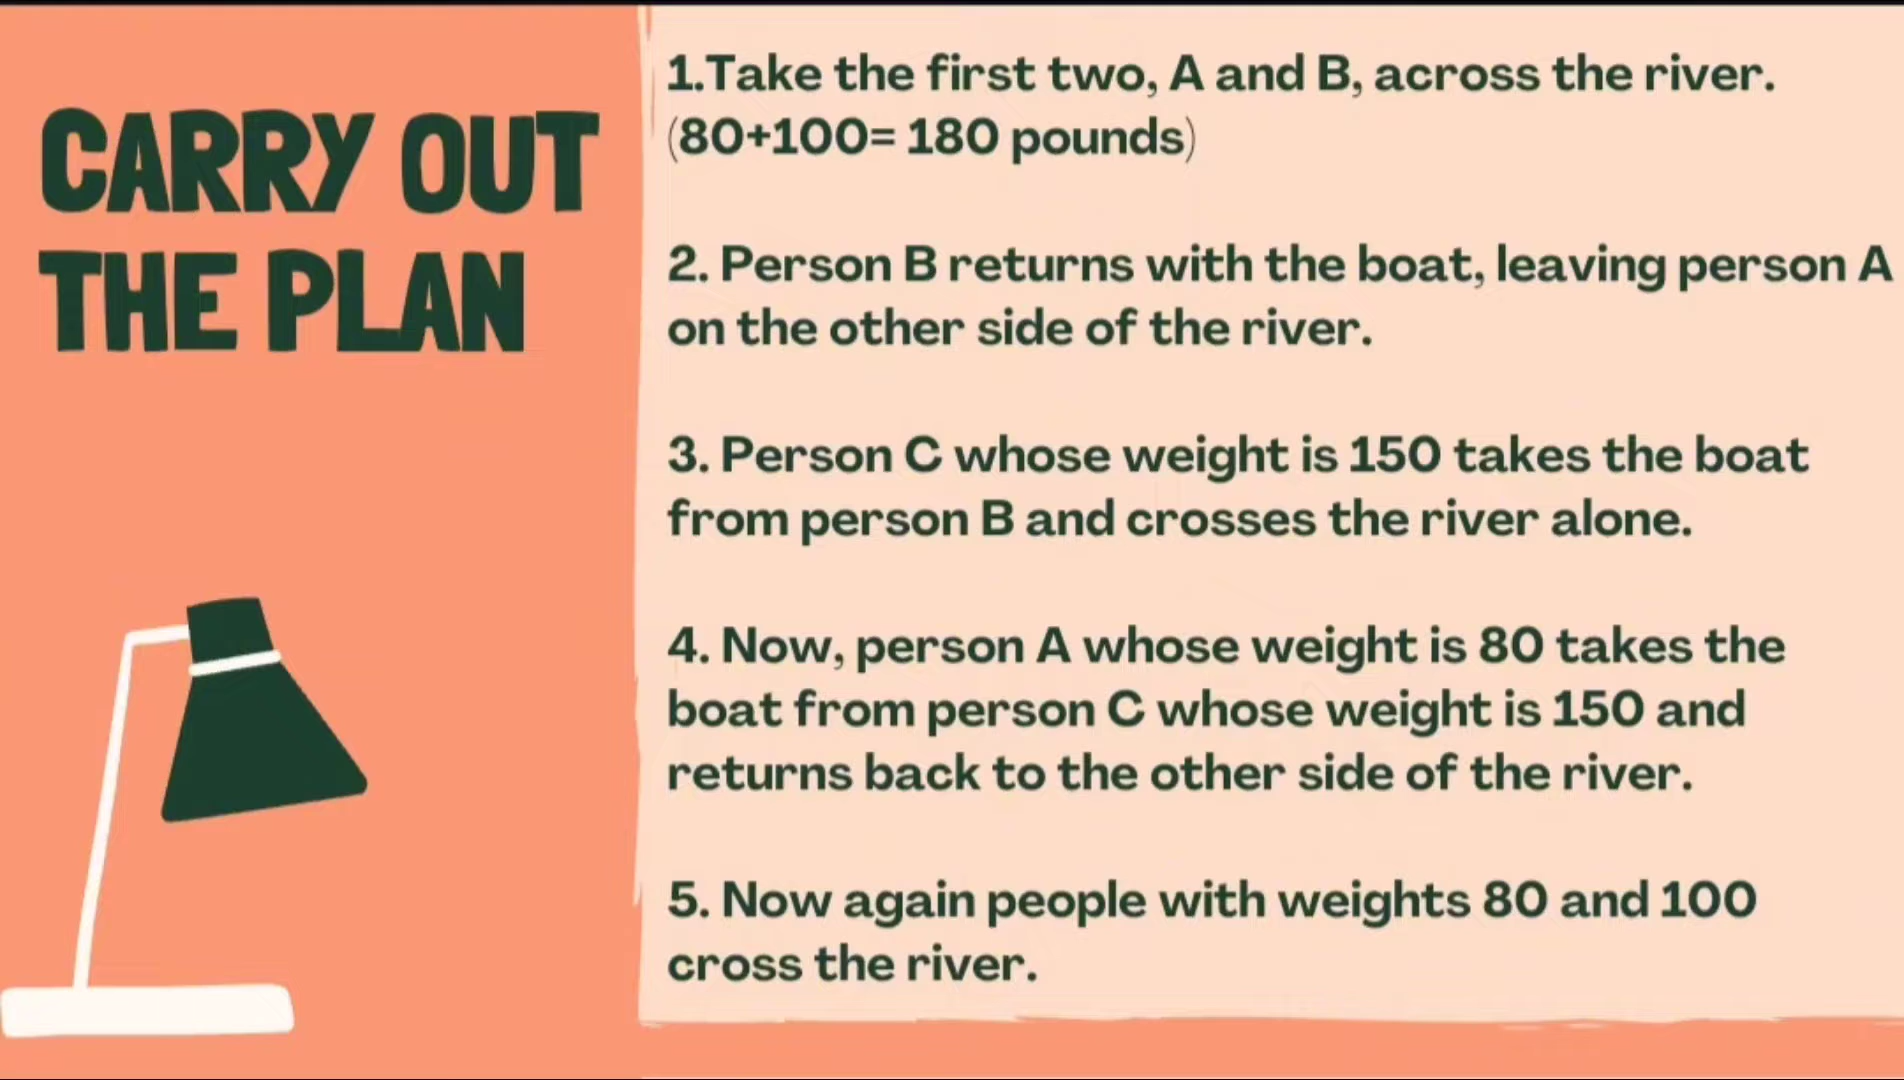 CARRY OUT
THE PLAN
1.Take the first two, A and B, across the river.
(80+100= 180 pounds)
2. Person B returns with the boat, leaving person A
on the other side of the river.
3. Person C whose weight is 150 takes the boat
from person B and crosses the river alone.
4. Now, person A whose weight is 80 takes the
boat from person C whose weight is 150 and
returns back to the other side of the river.
5. Now again people with weights 80 and 100
cross the river.